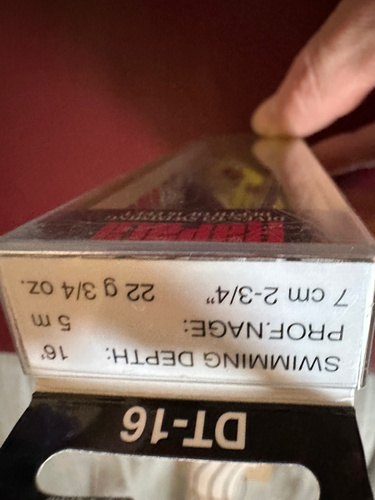 DT-16
SWIMMING DEPTH: 16'
PROF.NAGE: 5 m
7 cm 2-3/4" 22 g 3/4 oz.